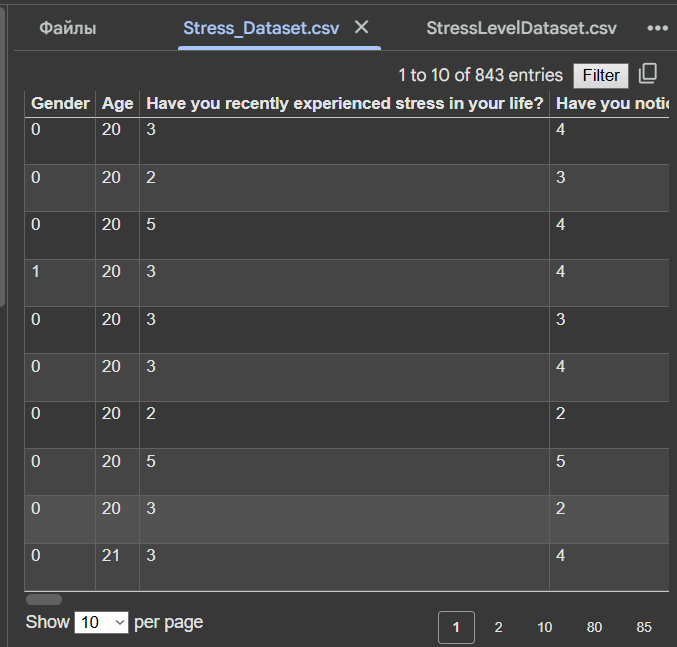 Файлы Stress_Dataset.csv StressLevelDataset.csv
1 to 10 of 843 entries Filter
Gender Age Have you recently experienced stress in your life? Have you notic
0 20 3 4
0 20 2 3
0 20 5 4
1 20 3 4
0 20 3 3
0 20 3 4
0 20 2 2
0 20 5 5
0 20 3 2
0 21 3 4
Show 10 per page 1 2 10 80 85